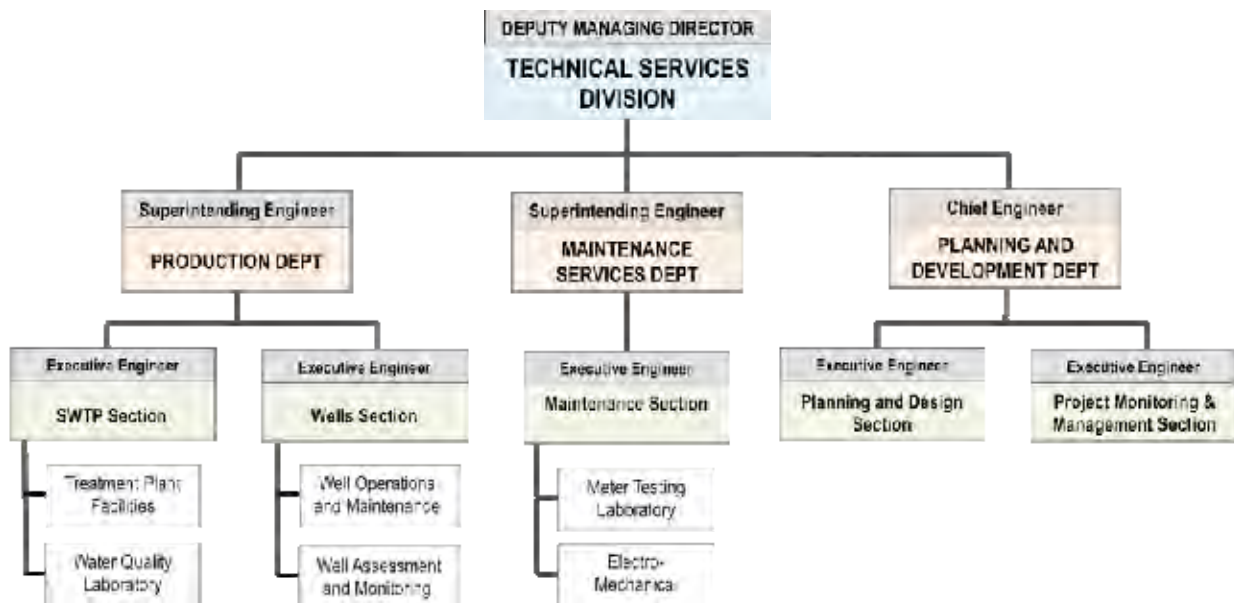 DEPUTY MANAGING DIRECTOR
TECHNICAL SERVICES
DIVISION
Superintending Engineer
PRODUCTION DEPT
Superintending Engineer
MAINTENANCE
SERVICES DEPT
Chief Engineer
PLANNING AND
DEVELOPMENT DEPT
Executive Engineer
SWTP Section
Executive Engineer
Wells Section
Executive Engineer
Maintenance Section
Executive Engineer
Planning and Design
Section
Executive Engineer
Project Monitoring &
Management Section
Treatment Plant
Facilities
Water Quality
Laboratory
Well Operations
and Maintenance
Well Assessment
and Monitoring
Meter Testing
Laboratory
Electro-
Mechanical